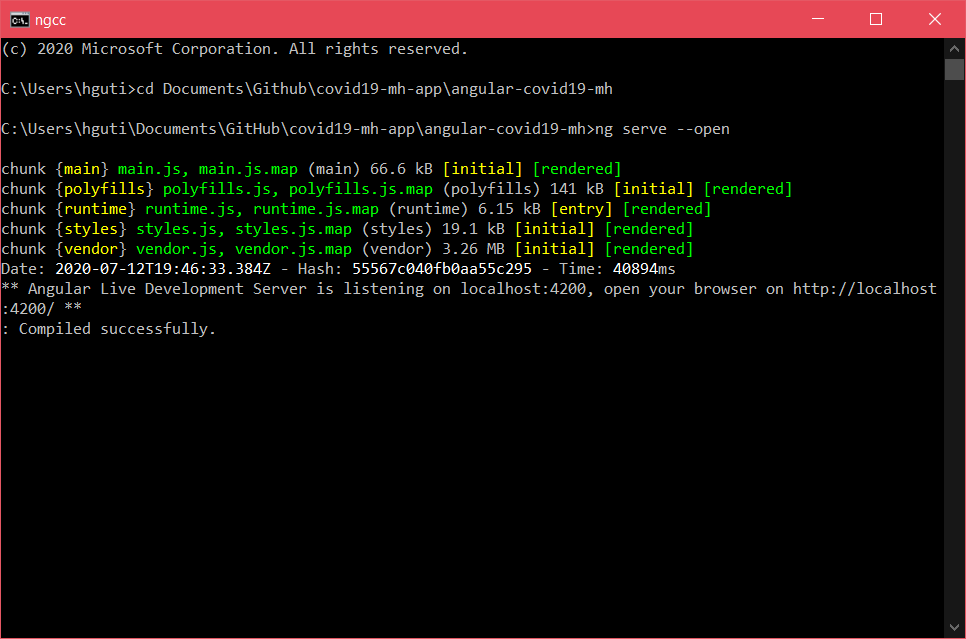 ngcc
(c) 2020 Microsoft Corporation. All rights reserved.
C:\Users\hguti>cd Documents\Github\covid19-mh-app\angular-covid19-mh
C:\Users\hguti\Documents\GitHub\covid19-mh-app\angular-covid19-mh>ng serve --open
chunk {main} main.js, main.js.map (main) 66.6 kB [initial] [rendered]
chunk {polyfills} polyfills.js, polyfills.js.map (polyfills) 141 kB [initial] [rendered]
chunk {runtime} runtime.js, runtime.js.map (runtime) 6.15 kB [entry] [rendered]
chunk {styles} styles.js, styles.js.map (styles) 19.1 kB [initial] [rendered]
chunk {vendor} vendor.js, vendor.js.map (vendor) 3.26 MB [initial] [rendered]
Date: 2020-07-12T19:46:33.384Z - Hash: 55567c040fb0aa55c295 - Time: 40894ms
** Angular Live Development Server is listening on localhost:4200, open your browser on http://localhost
:4200/ **
: Compiled successfully.